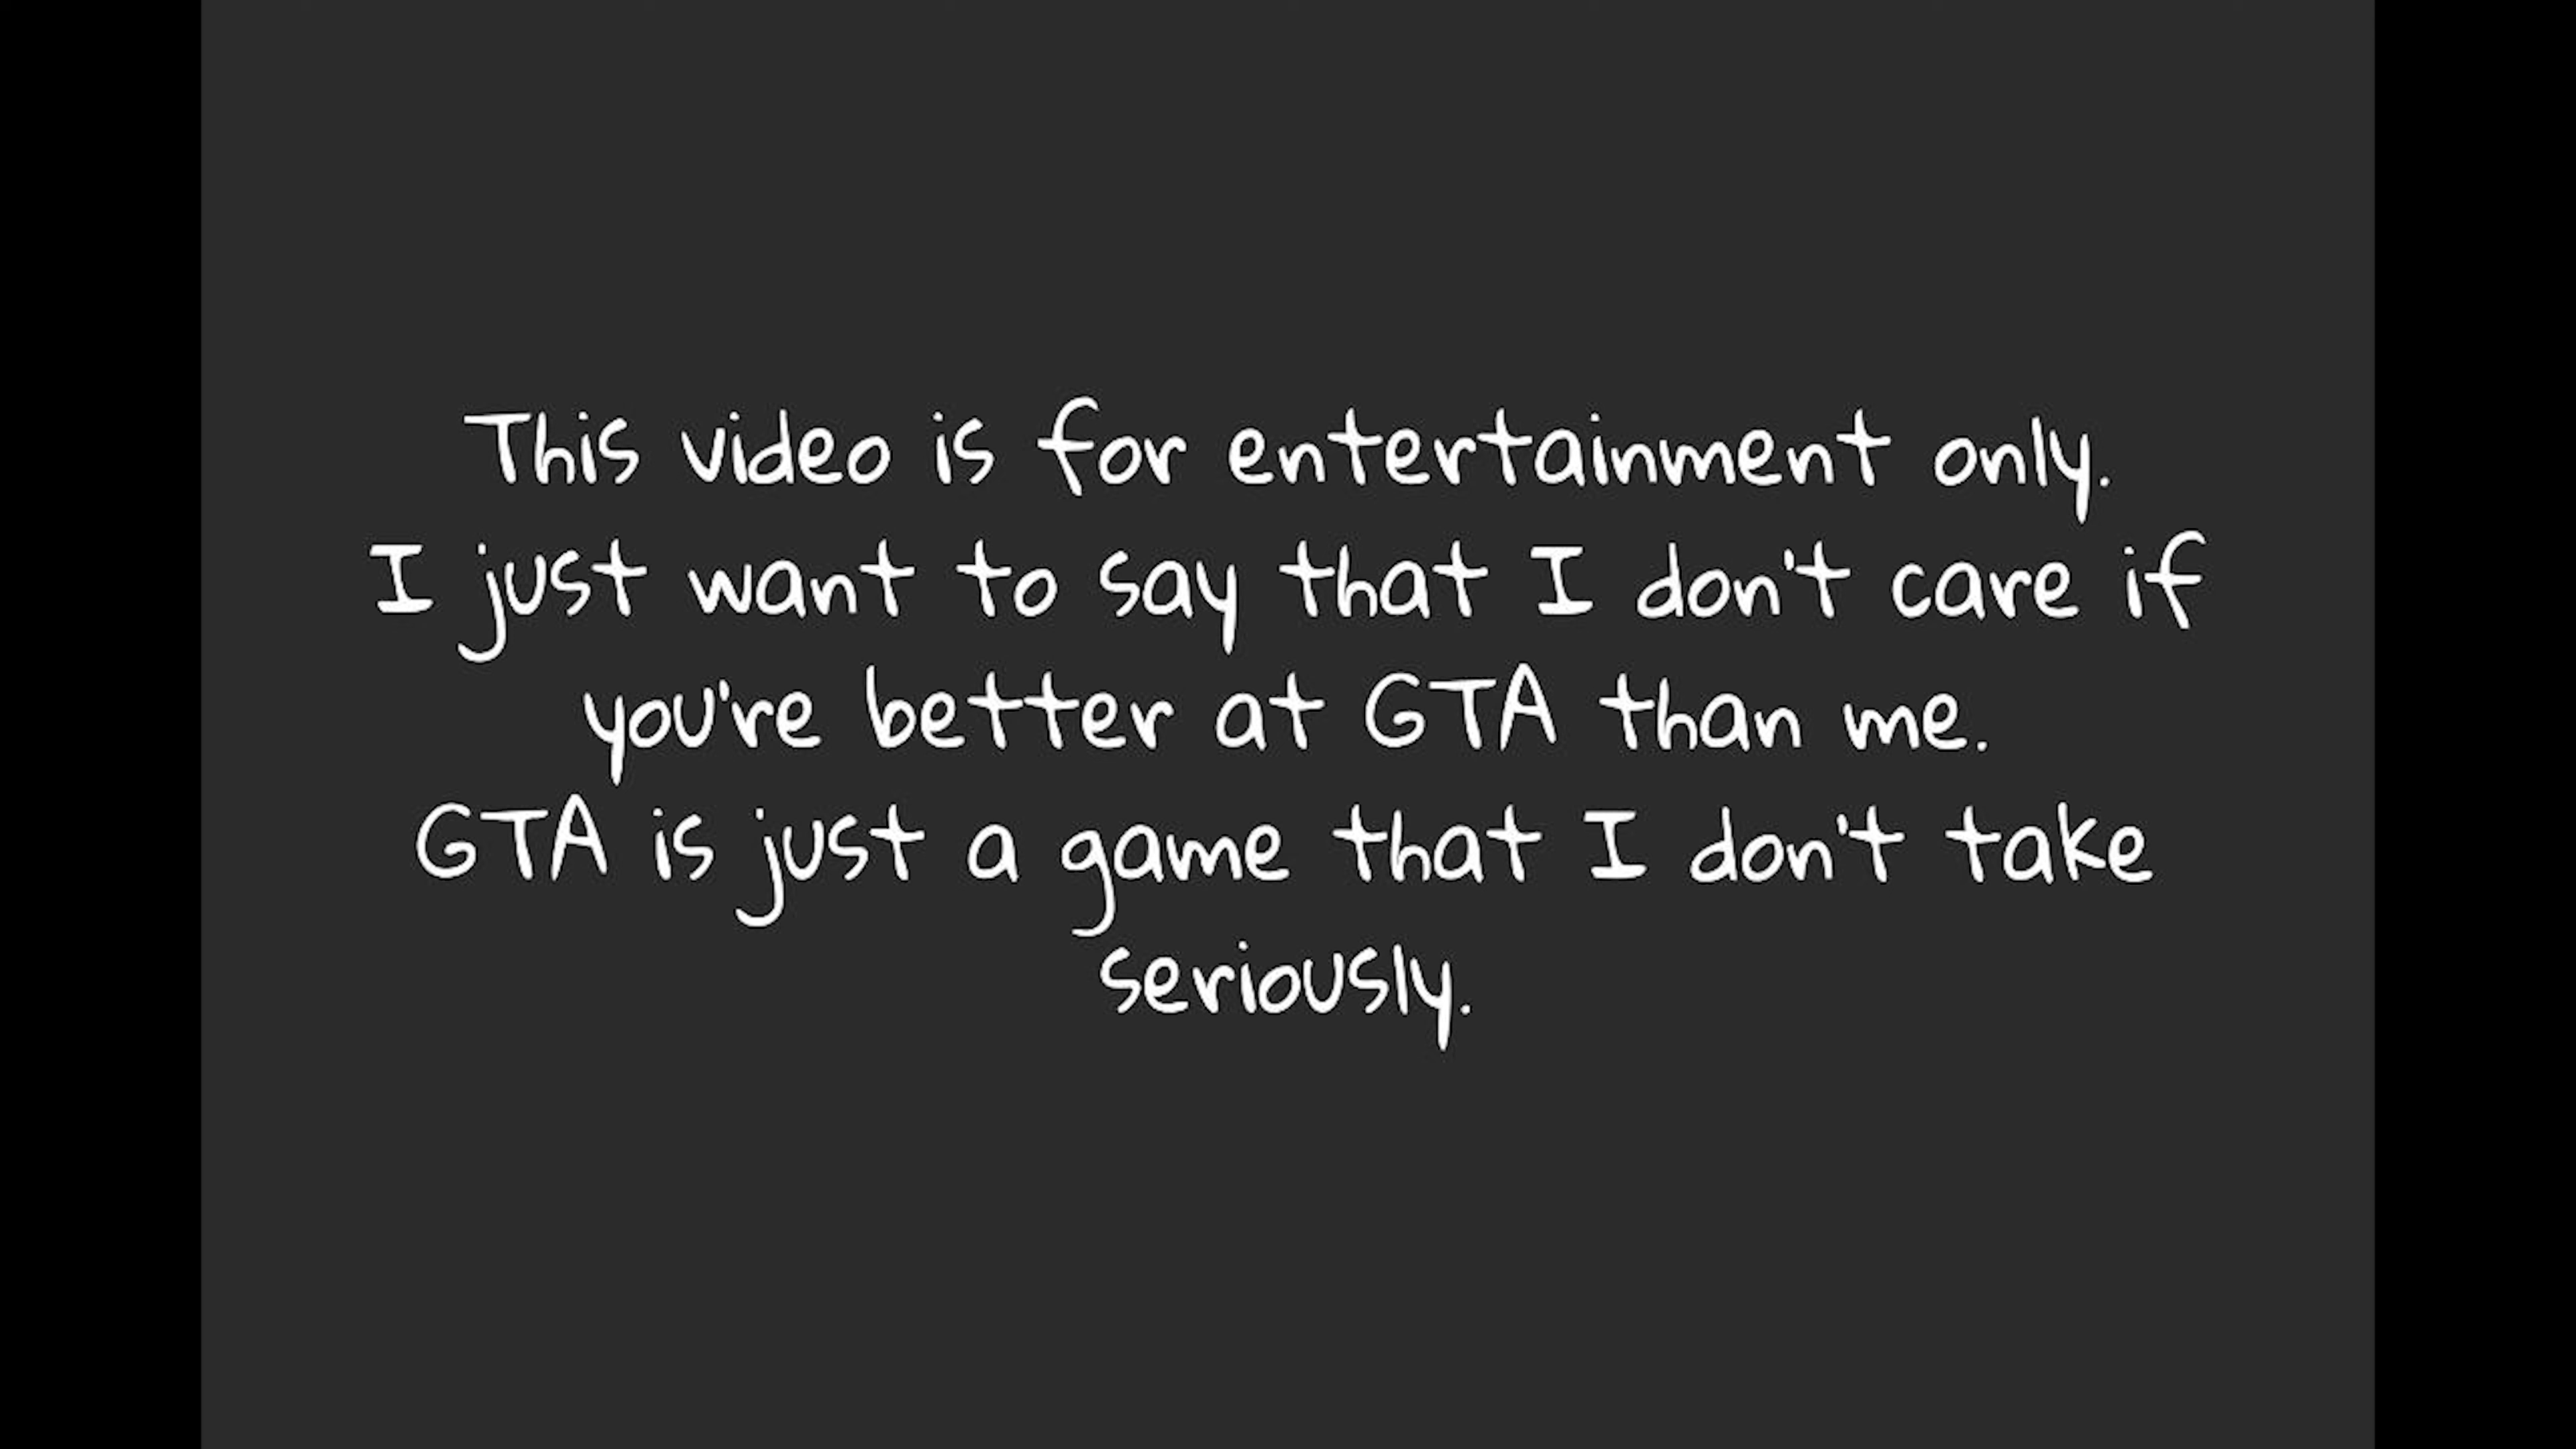 This video is for entertainment only.
I just want to say that I don't care if
you're better at GTA than me.
GTA is just a game that I don't take
seriously.